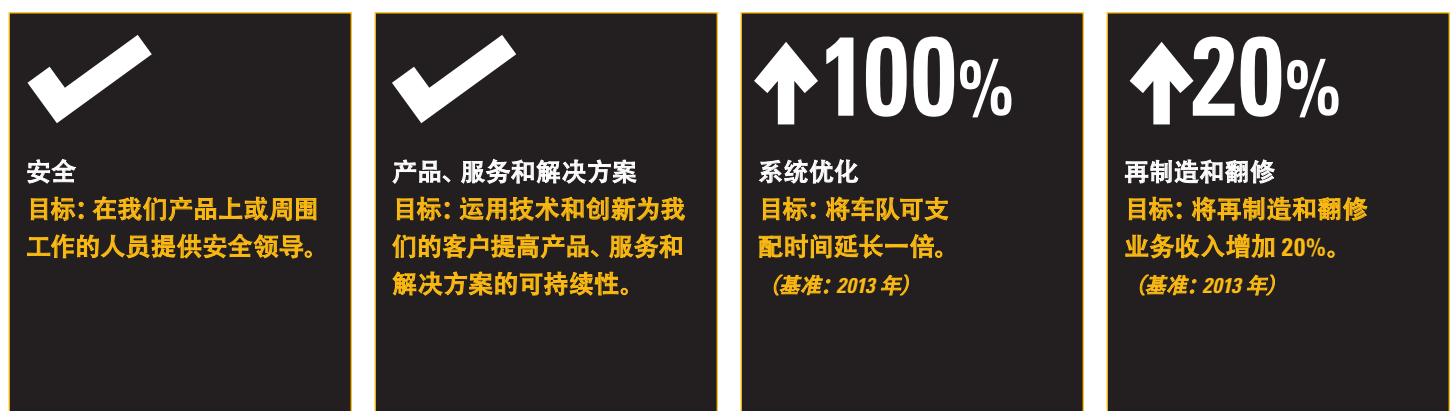 安全
目标：在我们产品上或周围
工作的人员提供安全领导。
产品、服务和解决方案
目标：运用技术和创新为我
们的客户提高产品、服务和
解决方案的可持续性。
100%
系统优化
目标：将车队可支
配时间延长一倍。
（基准：2013 年）
20%
再制造和翻修
目标：将再制造和翻修
业务收入增加 20%。
（基准：2013 年）